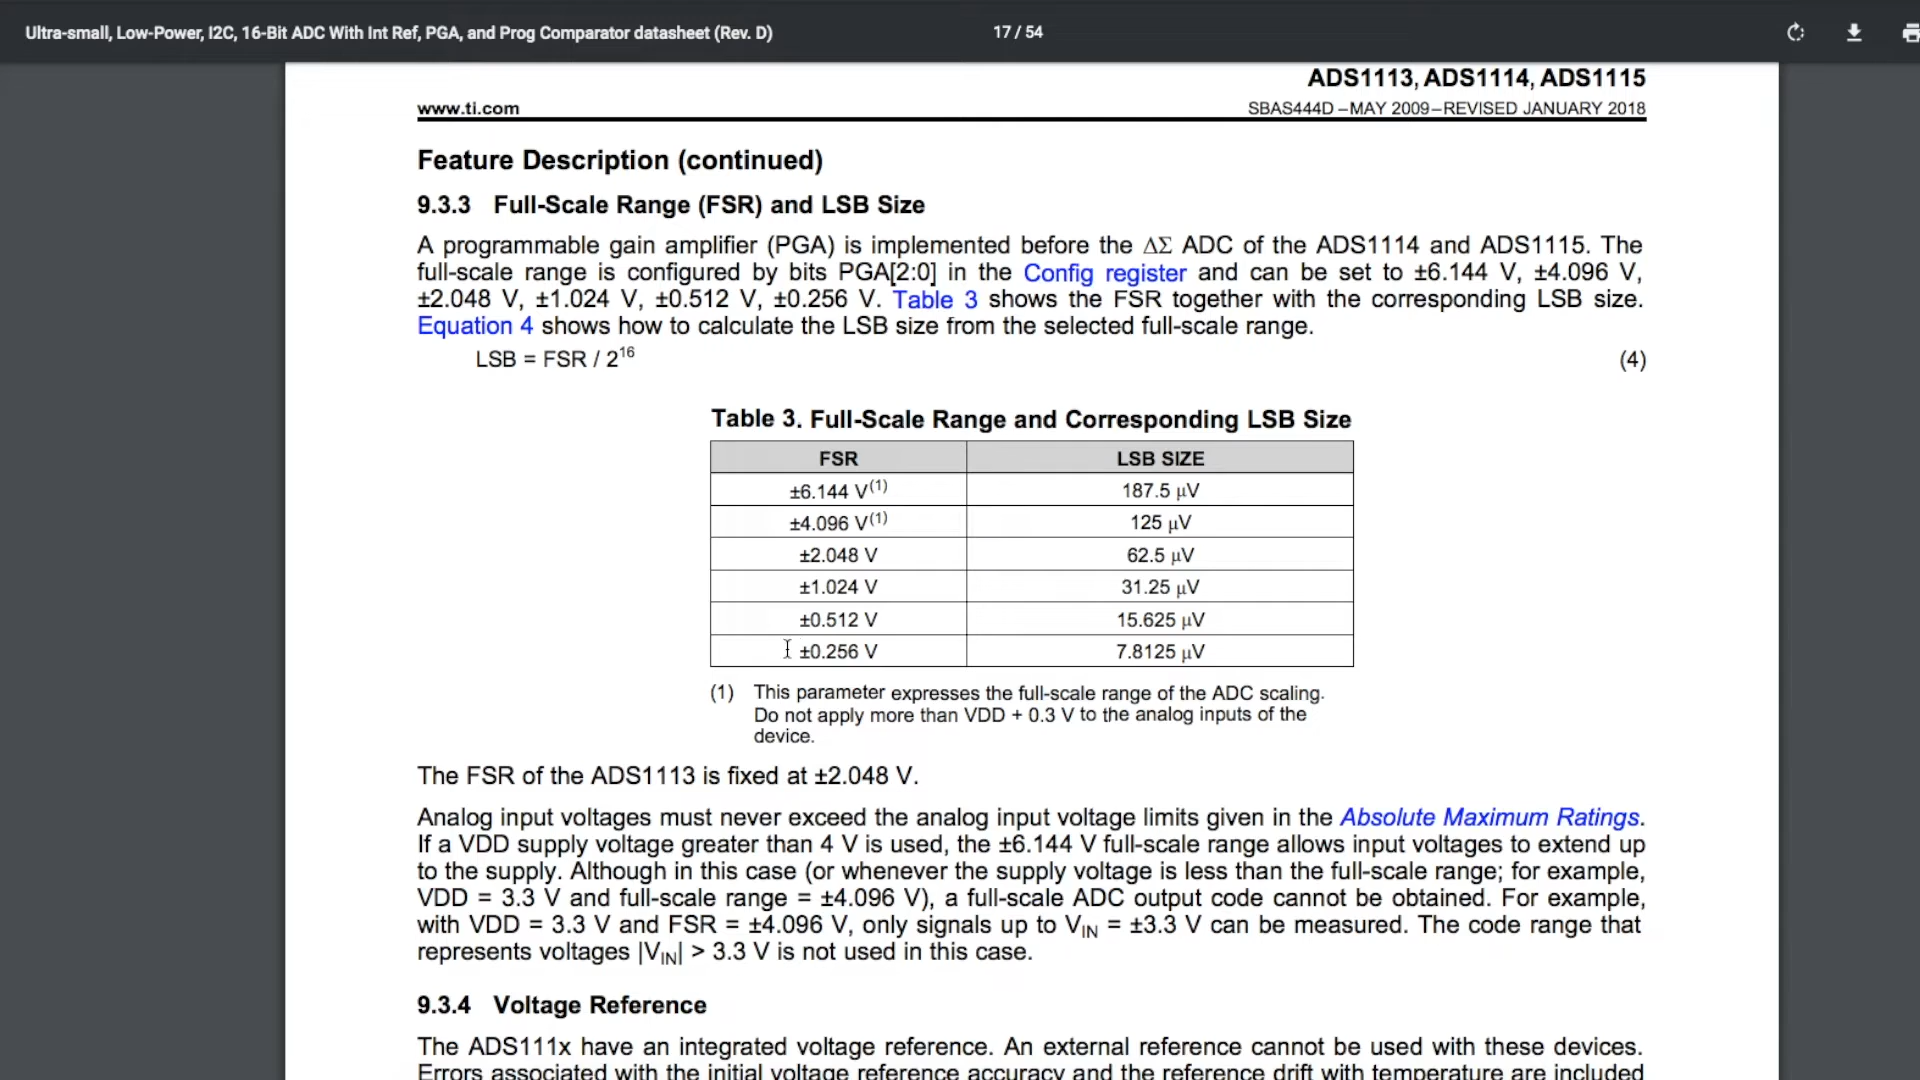 Ultra-small, Low-Power, I2C, 16-Bit ADC With Int Ref, PGA, and Prog Comparator datasheet (Rev. D)
17 / 54
ADS1113, ADS1114, ADS1115
www.ti.com
SBAS444D –MAY 2009–REVISED JANUARY 2018
Feature Description (continued)
9.3.3 Full-Scale Range (FSR) and LSB Size
A programmable gain amplifier (PGA) is implemented before the ΔΣ ADC of the ADS1114 and ADS1115. The
full-scale range is configured by bits PGA[2:0] in the Config register and can be set to ±6.144 V, ±4.096 V,
±2.048 V, ±1.024 V, ±0.512 V, ±0.256 V. Table 3 shows the FSR together with the corresponding LSB size.
Equation 4 shows how to calculate the LSB size from the selected full-scale range.
LSB = FSR / 2^16 (4)
Table 3. Full-Scale Range and Corresponding LSB Size
FSR LSB SIZE
±6.144 V(1) 187.5 μV
±4.096 V(1) 125 μV
±2.048 V 62.5 μV
±1.024 V 31.25 μV
±0.512 V 15.625 μV
±0.256 V 7.8125 μV
(1) This parameter expresses the full-scale range of the ADC scaling.
Do not apply more than VDD + 0.3 V to the analog inputs of the
device.
The FSR of the ADS1113 is fixed at ±2.048 V.
Analog input voltages must never exceed the analog input voltage limits given in the Absolute Maximum Ratings.
If a VDD supply voltage greater than 4 V is used, the ±6.144 V full-scale range allows input voltages to extend up
to the supply. Although in this case (or whenever the supply voltage is less than the full-scale range; for example,
VDD = 3.3 V and full-scale range = ±4.096 V), a full-scale ADC output code cannot be obtained. For example,
with VDD = 3.3 V and FSR = ±4.096 V, only signals up to VIN = ±3.3 V can be measured. The code range that
represents voltages |VIN| > 3.3 V is not used in this case.
9.3.4 Voltage Reference
The ADS111x have an integrated voltage reference. An external reference cannot be used with these devices.
Errors associated with the initial voltage reference accuracy and the reference drift with temperature are included